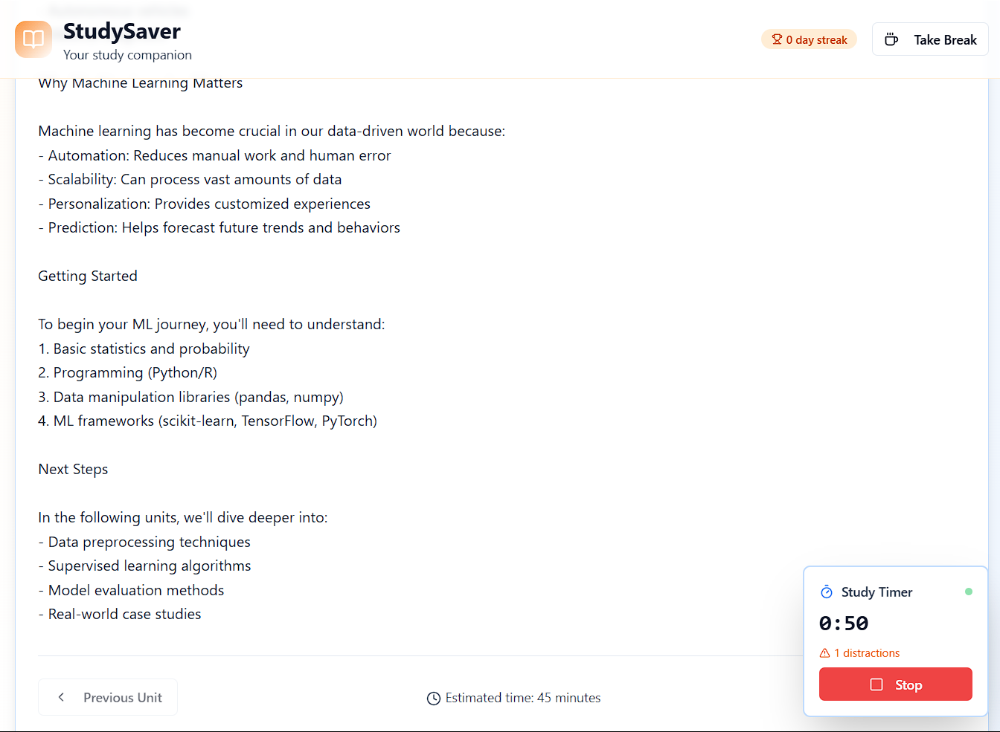 StudySaver
Your study companion
0 day streak
Take Break
Why Machine Learning Matters
Machine learning has become crucial in our data-driven world because:
- Automation: Reduces manual work and human error
- Scalability: Can process vast amounts of data
- Personalization: Provides customized experiences
- Prediction: Helps forecast future trends and behaviors
Getting Started
To begin your ML journey, you'll need to understand:
1. Basic statistics and probability
2. Programming (Python/R)
3. Data manipulation libraries (pandas, numpy)
4. ML frameworks (scikit-learn, TensorFlow, PyTorch)
Next Steps
In the following units, we'll dive deeper into:
- Data preprocessing techniques
- Supervised learning algorithms
- Model evaluation methods
- Real-world case studies
Study Timer
0:50
1 distractions
Stop
Previous Unit
Estimated time: 45 minutes